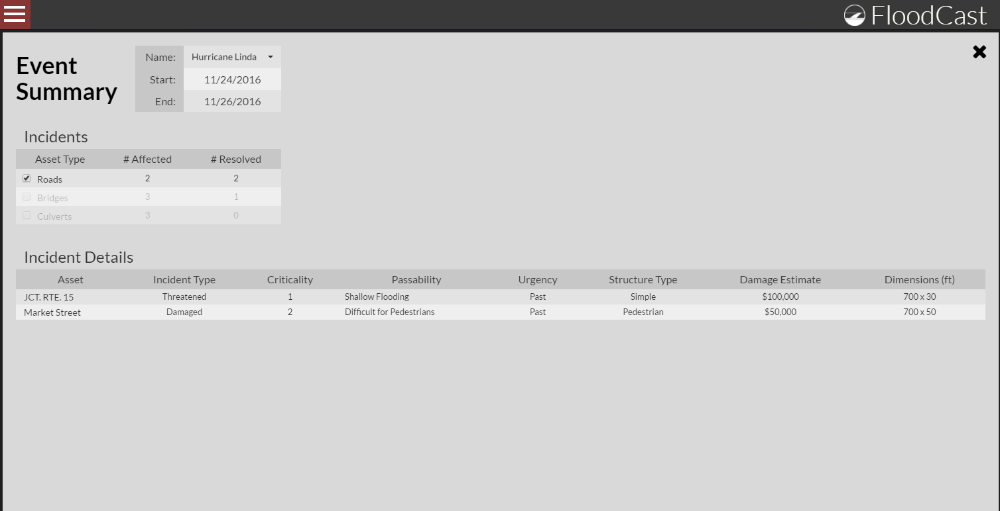 FloodCast
Event
Summary
Name: Hurricane Linda
Start: 11/24/2016
End: 11/26/2016
Incidents
Asset Type # Affected # Resolved
Roads 2 2
Bridges 3 1
Culverts 3 0
Incident Details
Asset Incident Type Criticality Passability Urgency Structure Type Damage Estimate Dimensions (ft)
JCT. RTE. 15 Threatened 1 Shallow Flooding Past Simple $100,000 700 x 30
Market Street Damaged 2 Difficult for Pedestrians Past Pedestrian $50,000 700 x 50